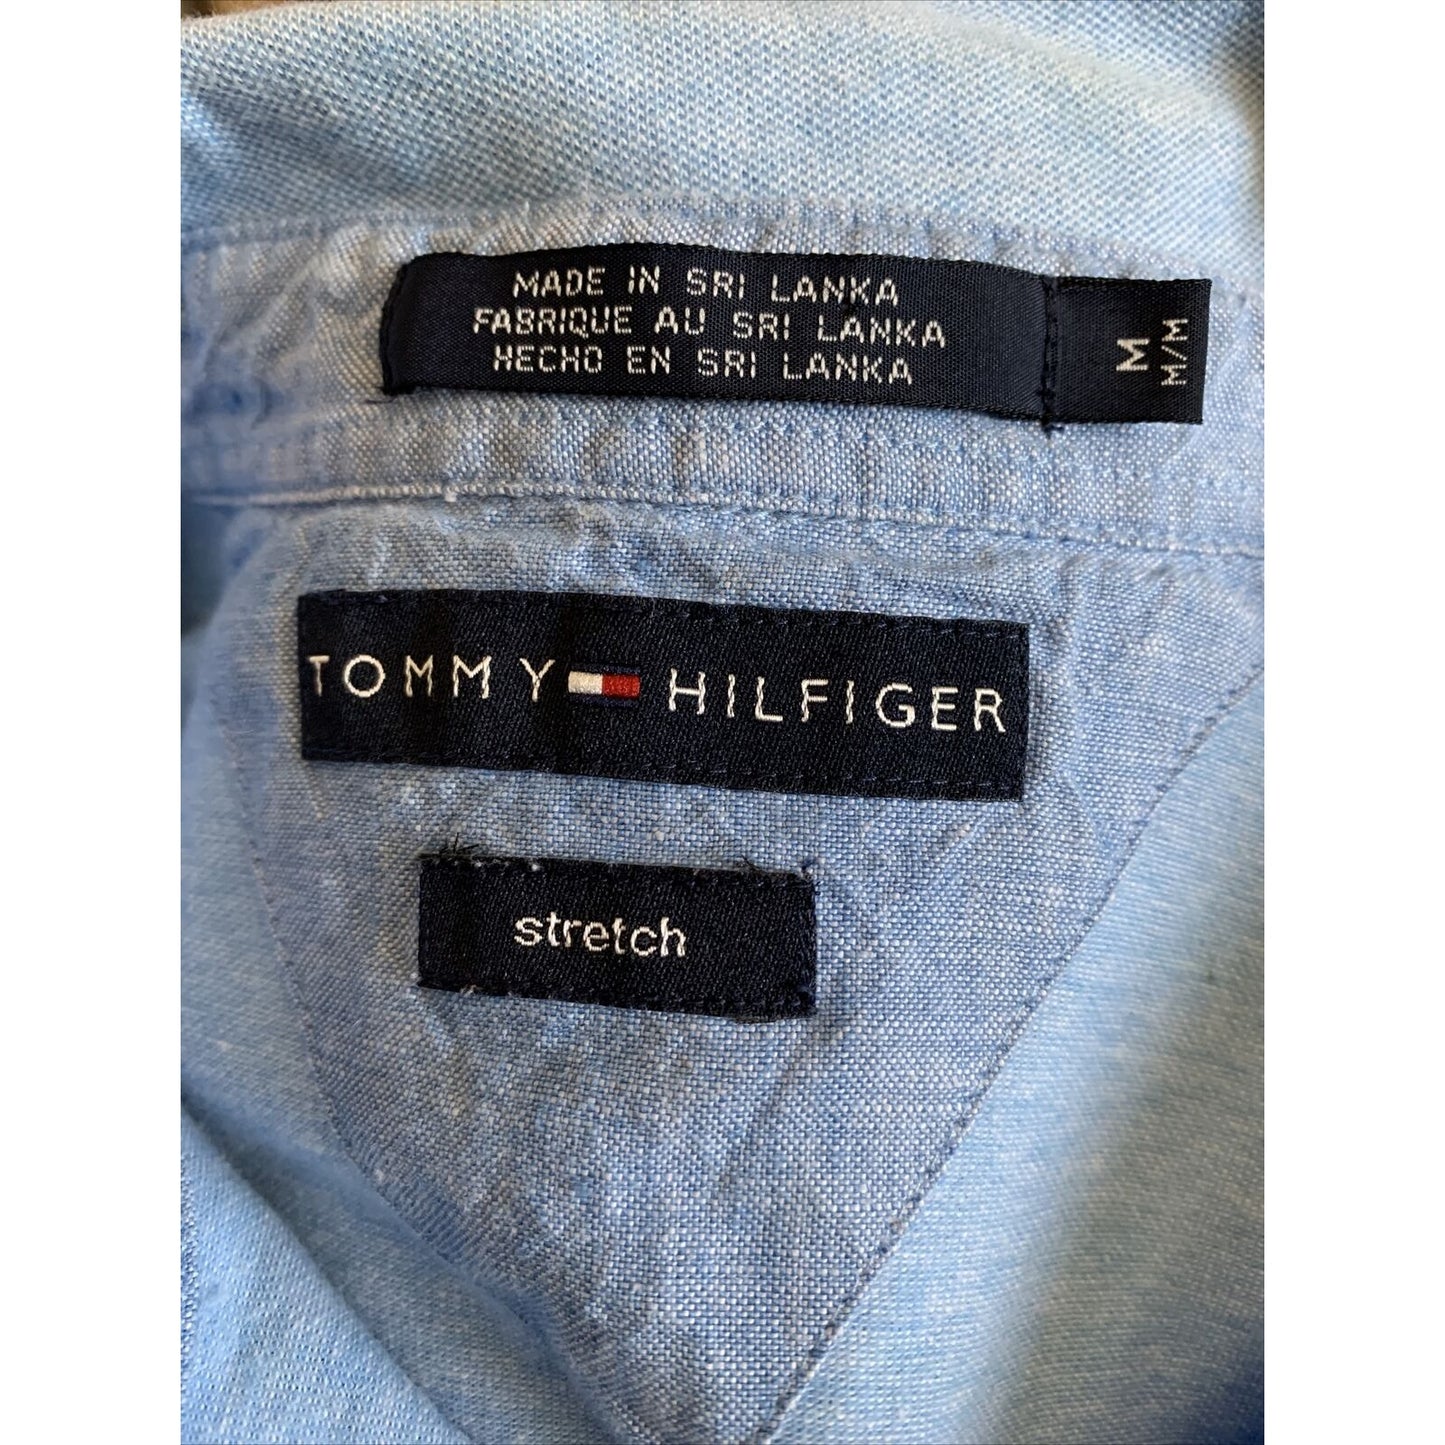 MADE IN SRI LANKA
FABRIQUE AU SRI LANKA
HECHO EN SRI LANKA
M
M/M
TOMMY HILFIGER
stretch